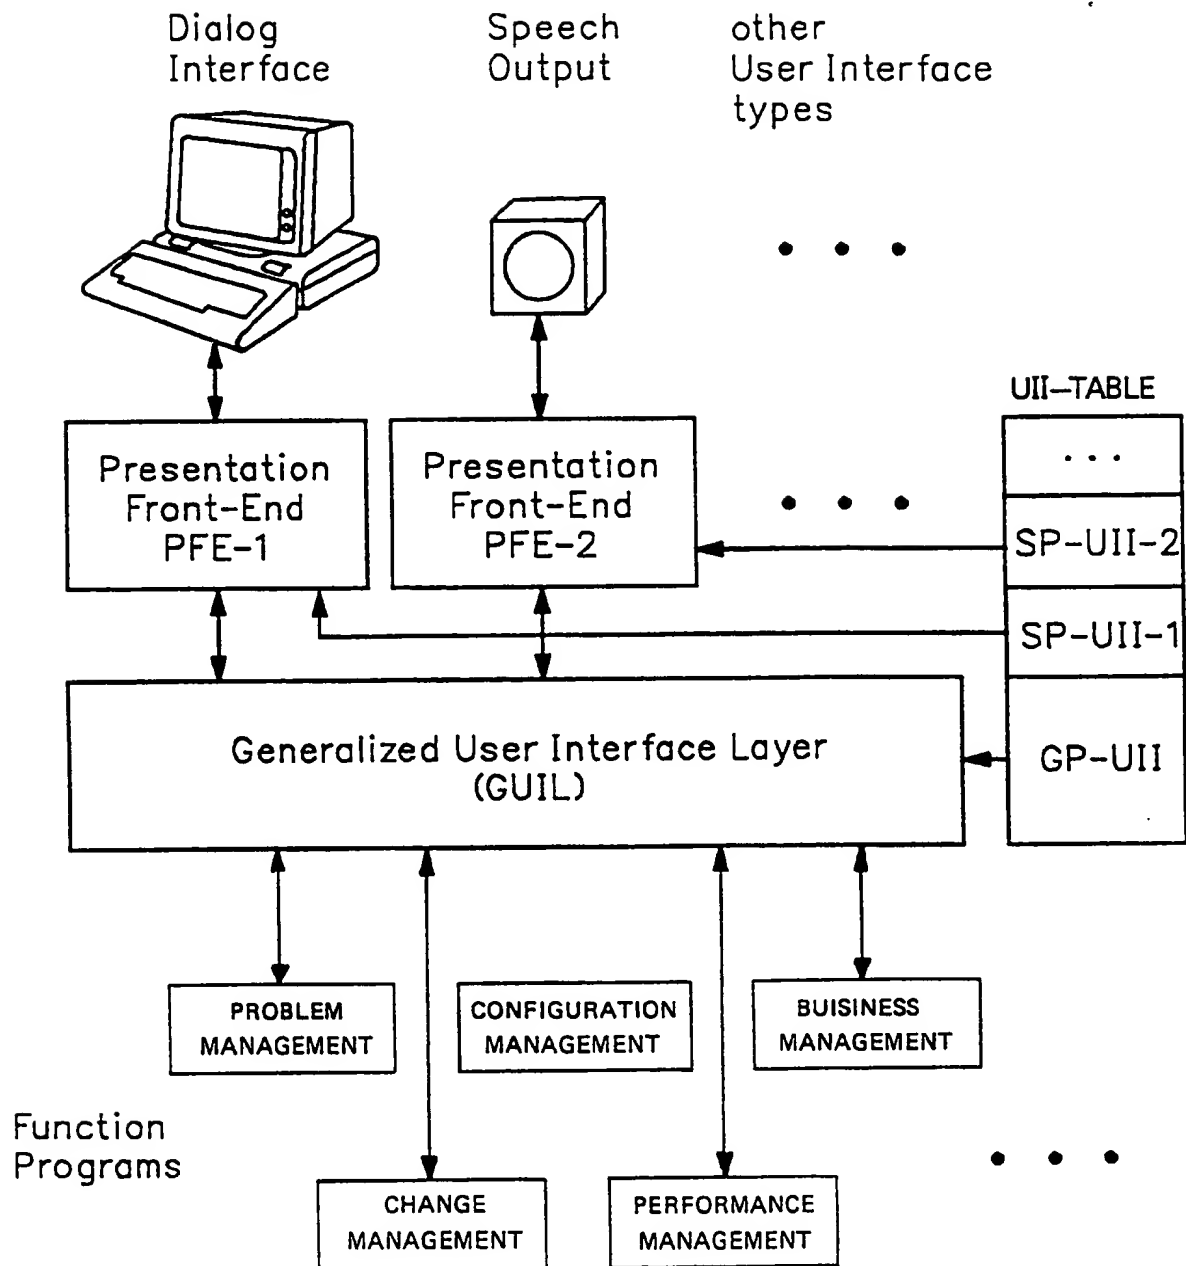 Dialog
Interface
Speech
Output
other
User Interface
types
UII-TABLE
. . .
SP-UII-2
SP-UII-1
GP-UII
Presentation
Front-End
PFE-1
Presentation
Front-End
PFE-2
Generalized User Interface Layer
(GUIL)
PROBLEM
MANAGEMENT
CONFIGURATION
MANAGEMENT
BUISINESS
MANAGEMENT
Function
Programs
CHANGE
MANAGEMENT
PERFORMANCE
MANAGEMENT